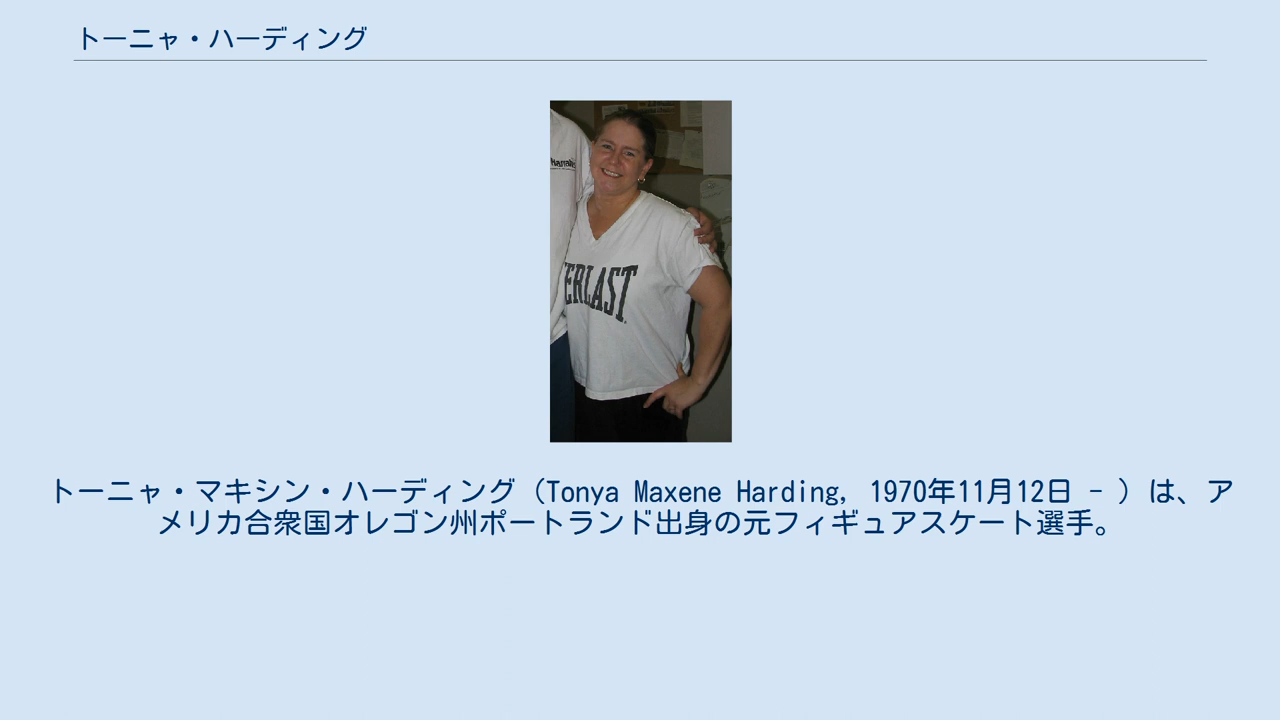 トーニャ・ハーディング
ERLAST
トーニャ・マキシン・ハーディング（Tonya Maxene Harding, 1970年11月12日 - ）は、ア
メリカ合衆国オレゴン州ポートランド出身の元フィギュアスケート選手。